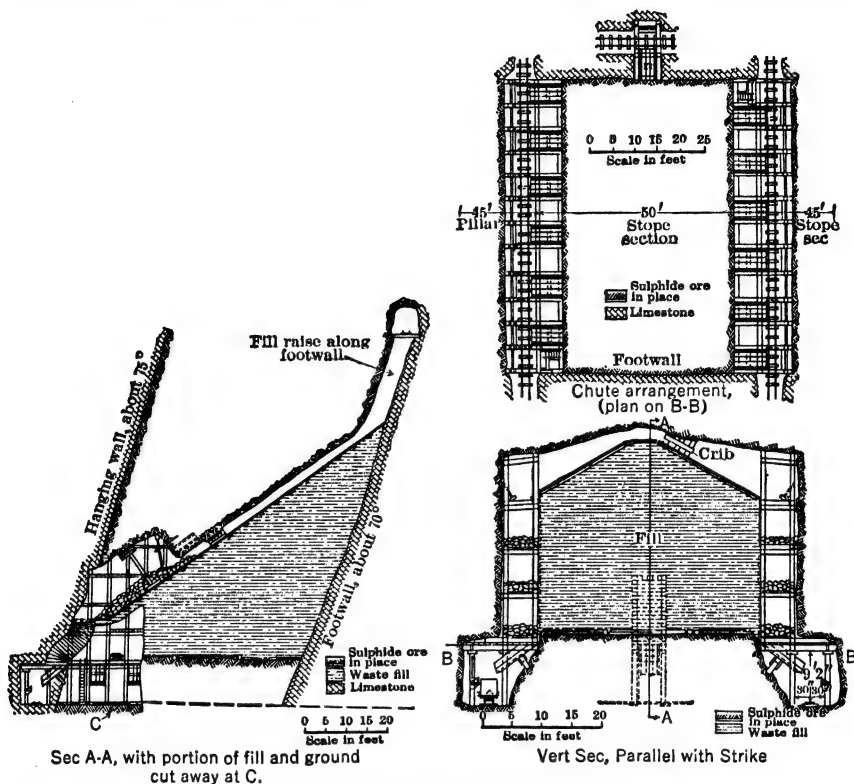 0 5 10 15 20 25
Scale in feet
45'
Pillar
50'
Stope
section
45'
Stope
sec
Sulphide ore
in place
Limestone
Footwall
Chute arrangement,
(plan on B-B)
Fill raise along
footwall
Hanging wall, about 75°
Footwall, about 70°
Sulphide ore
in place
Waste fill
Limestone
C
0 5 10 15 20
Scale in feet
Sec A-A, with portion of fill and ground
cut away at C.
A
Crib
Fill
B
B
30" 30"
A
0 5 10 20
Scale in feet
Sulphide ore
in place
Waste fill
Vert Sec, Parallel with Strike